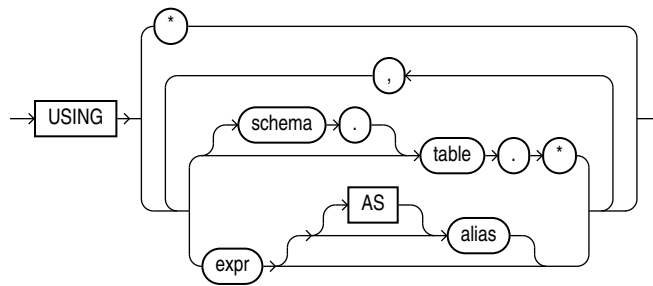 *
,
USING
schema .
table . *
AS
alias
expr